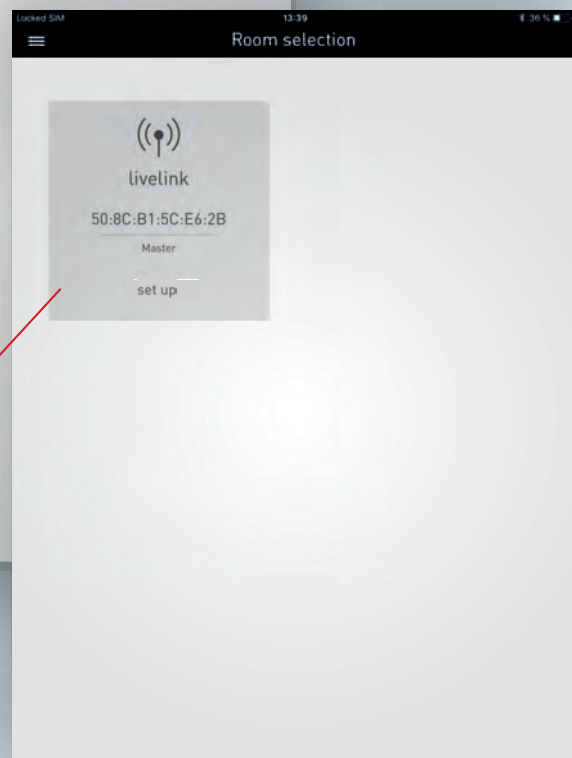 Locked SIM 13:39 36 %
Room selection
livelink
50:8C:B1:5C:E6:2B
Master
set up